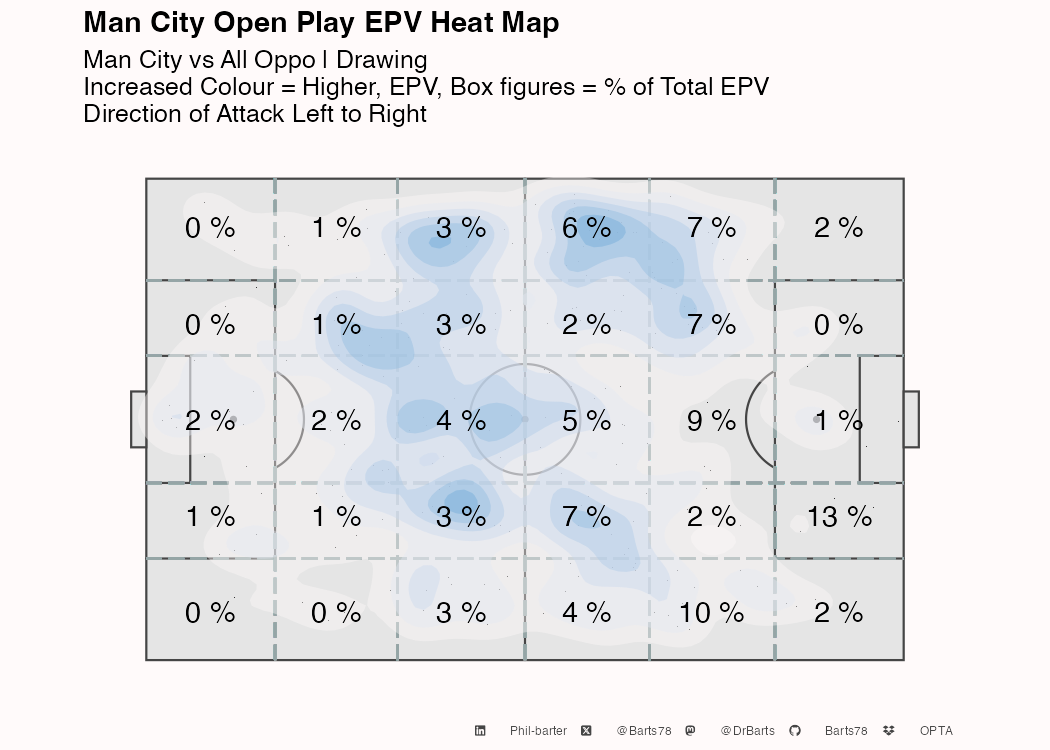 Man City Open Play EPV Heat Map
Man City vs All Oppo | Drawing
Increased Colour = Higher, EPV, Box figures = % of Total EPV
Direction of Attack Left to Right
0 % 1 % 3 % 6 % 7 % 2 %
0 % 1 % 3 % 2 % 7 % 0 %
2 % 2 % 4 % 5 % 9 % 1 %
1 % 1 % 3 % 7 % 2 % 13 %
0 % 0 % 3 % 4 % 10 % 2 %
Phil-barter @Barts78 @DrBarts Barts78 OPTA